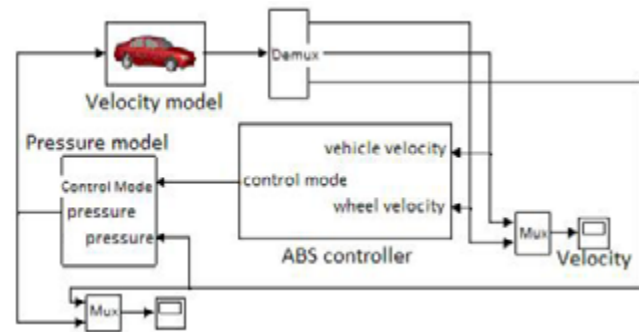 Demux
Velocity model
Pressure model
vehicle velocity
Control Mode
control mode
pressure
wheel velocity
pressure
Mux
ABS controller
Velocity
Mux